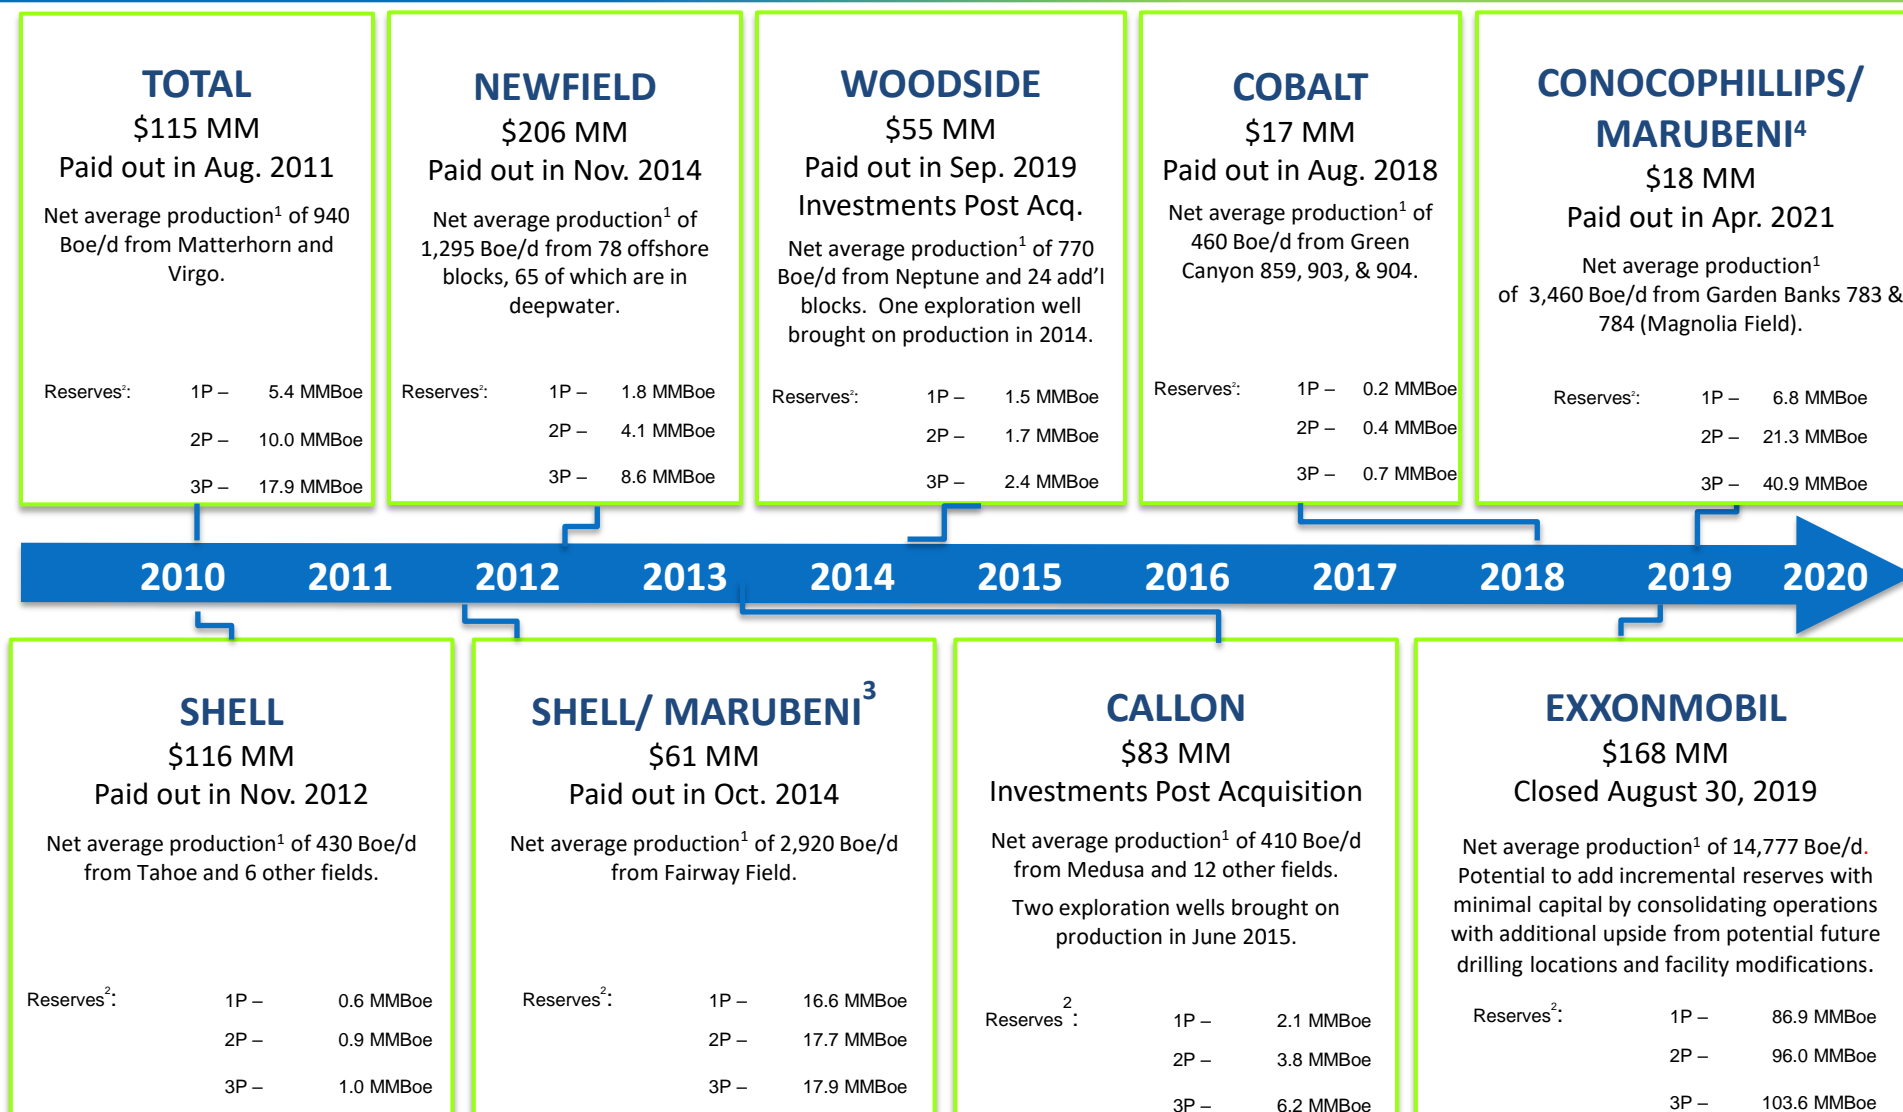 TOTAL
$115 MM
Paid out in Aug. 2011
Net average production1 of 940
Boe/d from Matterhorn and
Virgo.
Reserves2: 1P – 5.4 MMBoe
2P – 10.0 MMBoe
3P – 17.9 MMBoe
NEWFIELD
$206 MM
Paid out in Nov. 2014
Net average production1 of
1,295 Boe/d from 78 offshore
blocks, 65 of which are in
deepwater.
Reserves2: 1P – 1.8 MMBoe
2P – 4.1 MMBoe
3P – 8.6 MMBoe
WOODSIDE
$55 MM
Paid out in Sep. 2019
Investments Post Acq.
Net average production1 of 770
Boe/d from Neptune and 24 add’l
blocks. One exploration well
brought on production in 2014.
Reserves2: 1P – 1.5 MMBoe
2P – 1.7 MMBoe
3P – 2.4 MMBoe
COBALT
$17 MM
Paid out in Aug. 2018
Net average production1 of
460 Boe/d from Green
Canyon 859, 903, & 904.
Reserves2: 1P – 0.2 MMBoe
2P – 0.4 MMBoe
3P – 0.7 MMBoe
CONOCOPHILLIPS/
MARUBENI4
$18 MM
Paid out in Apr. 2021
Net average production1
of 3,460 Boe/d from Garden Banks 783 &
784 (Magnolia Field).
Reserves2: 1P – 6.8 MMBoe
2P – 21.3 MMBoe
3P – 40.9 MMBoe
2010 2011 2012 2013 2014 2015 2016 2017 2018 2019 2020
SHELL
$116 MM
Paid out in Nov. 2012
Net average production1 of 430 Boe/d
from Tahoe and 6 other fields.
Reserves2: 1P – 0.6 MMBoe
2P – 0.9 MMBoe
3P – 1.0 MMBoe
SHELL/ MARUBENI3
$61 MM
Paid out in Oct. 2014
Net average production1 of 2,920 Boe/d
from Fairway Field.
Reserves2: 1P – 16.6 MMBoe
2P – 17.7 MMBoe
3P – 17.9 MMBoe
CALLON
$83 MM
Investments Post Acquisition
Net average production1 of 410 Boe/d
from Medusa and 12 other fields.
Two exploration wells brought on
production in June 2015.
Reserves2: 1P – 2.1 MMBoe
2P – 3.8 MMBoe
3P – 6.2 MMBoe
EXXONMOBIL
$168 MM
Closed August 30, 2019
Net average production1 of 14,777 Boe/d.
Potential to add incremental reserves with
minimal capital by consolidating operations
with additional upside from potential future
drilling locations and facility modifications.
Reserves2: 1P – 86.9 MMBoe
2P – 96.0 MMBoe
3P – 103.6 MMBoe